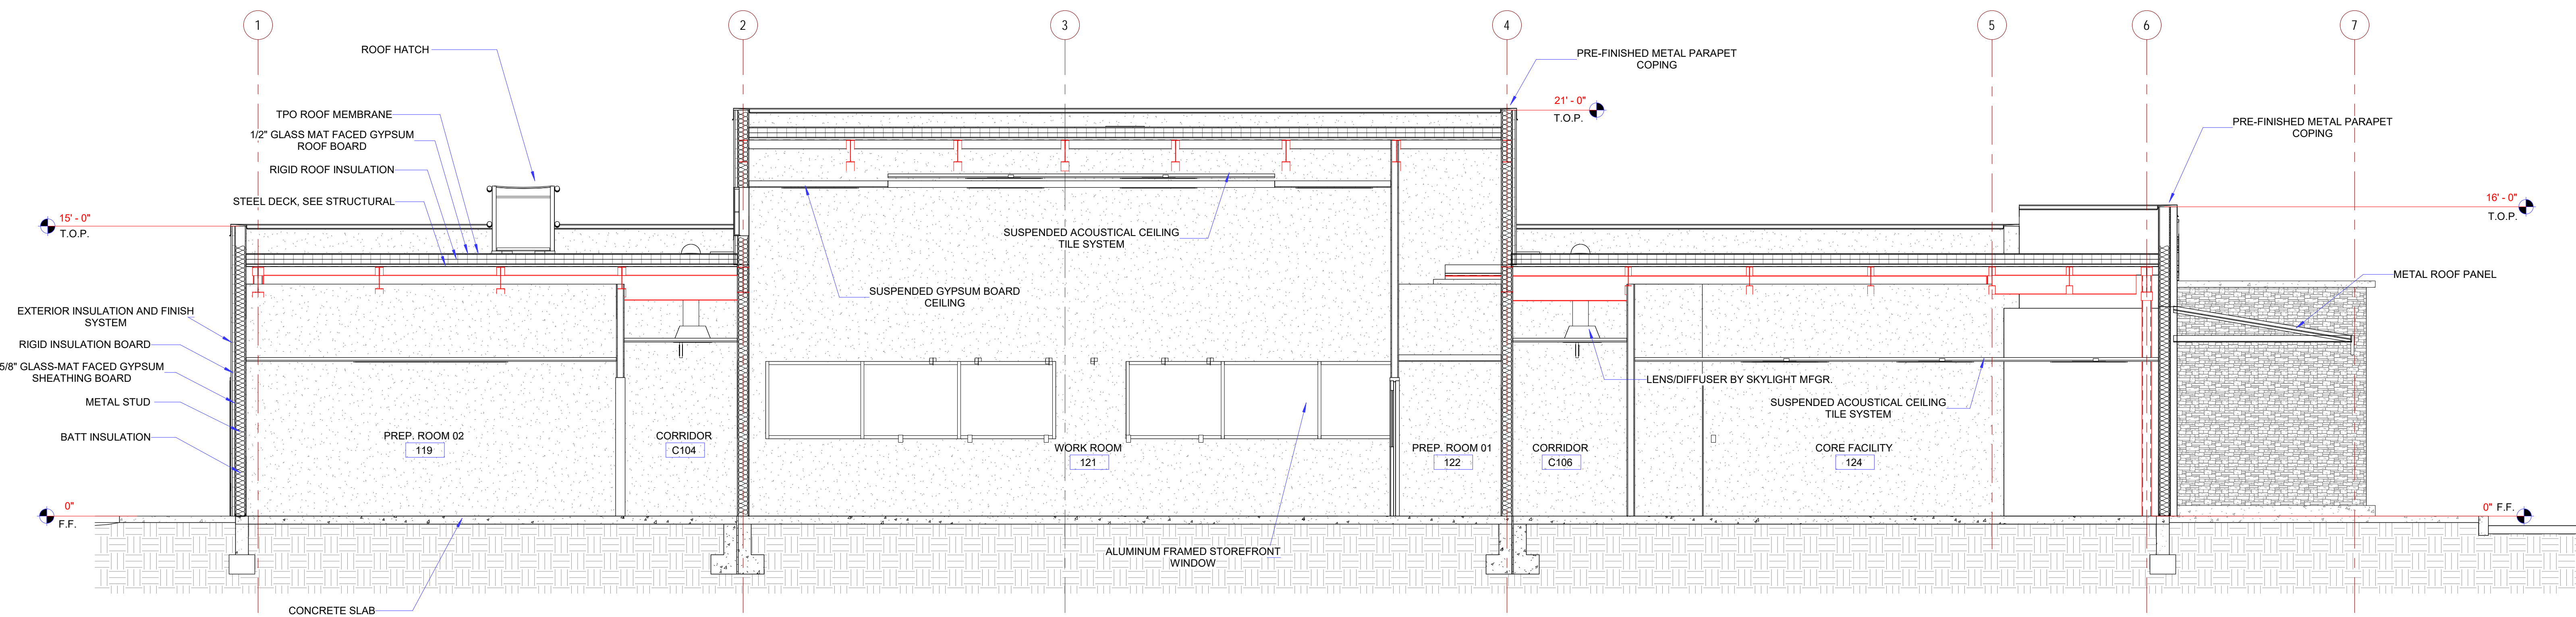 1
2
3
4
5
6
7
ROOF HATCH
PRE-FINISHED METAL PARAPET
COPING
21' - 0"
T.O.P.
TPO ROOF MEMBRANE
1/2" GLASS MAT FACED GYPSUM
ROOF BOARD
RIGID ROOF INSULATION
STEEL DECK, SEE STRUCTURAL
PRE-FINISHED METAL PARAPET
COPING
15' - 0"
T.O.P.
16' - 0"
T.O.P.
SUSPENDED ACOUSTICAL CEILING
TILE SYSTEM
SUSPENDED GYPSUM BOARD
CEILING
METAL ROOF PANEL
EXTERIOR INSULATION AND FINISH
SYSTEM
RIGID INSULATION BOARD
5/8" GLASS-MAT FACED GYPSUM
SHEATHING BOARD
METAL STUD
BATT INSULATION
LENS/DIFFUSER BY SKYLIGHT MFGR.
SUSPENDED ACOUSTICAL CEILING
TILE SYSTEM
PREP. ROOM 02
119
CORRIDOR
C104
WORK ROOM
121
PREP. ROOM 01
122
CORRIDOR
C106
CORE FACILITY
124
0"
F.F.
0" F.F.
ALUMINUM FRAMED STOREFRONT
WINDOW
CONCRETE SLAB